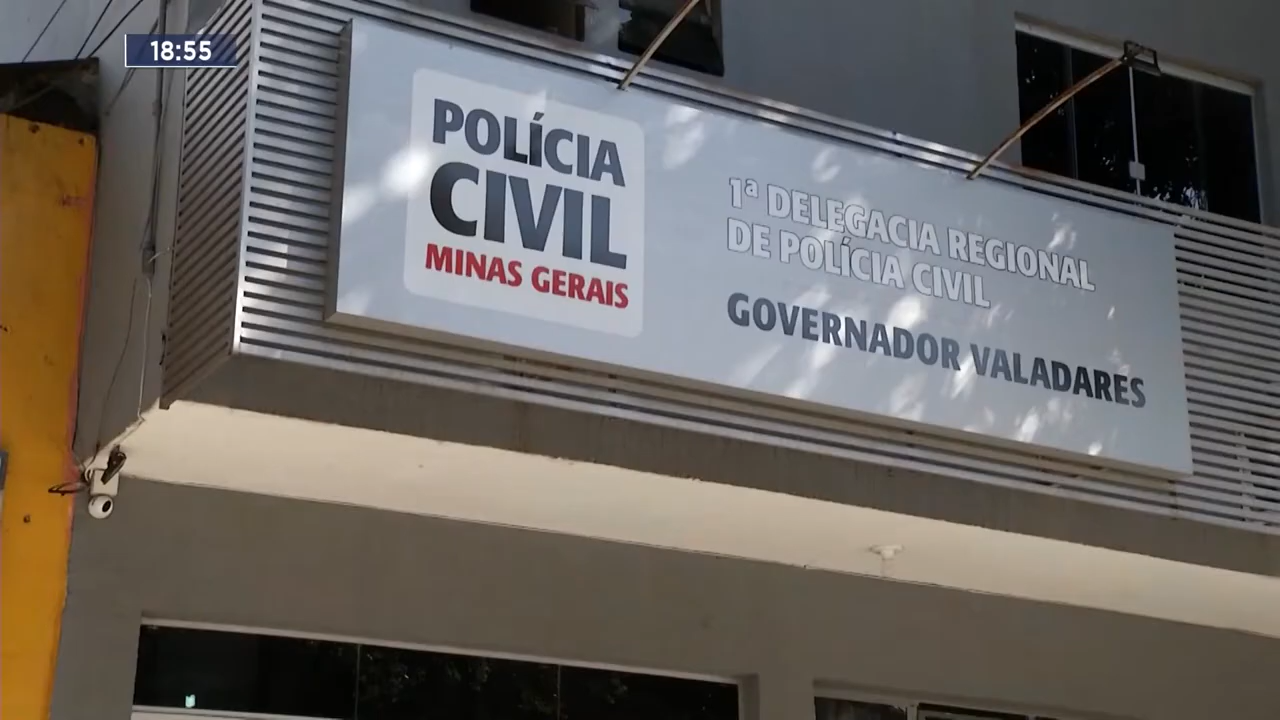 18:55
POLÍCIA
CIVIL
MINAS GERAIS
1ª DELEGACIA REGIONAL
DE POLÍCIA CIVIL
GOVERNADOR VALADARES